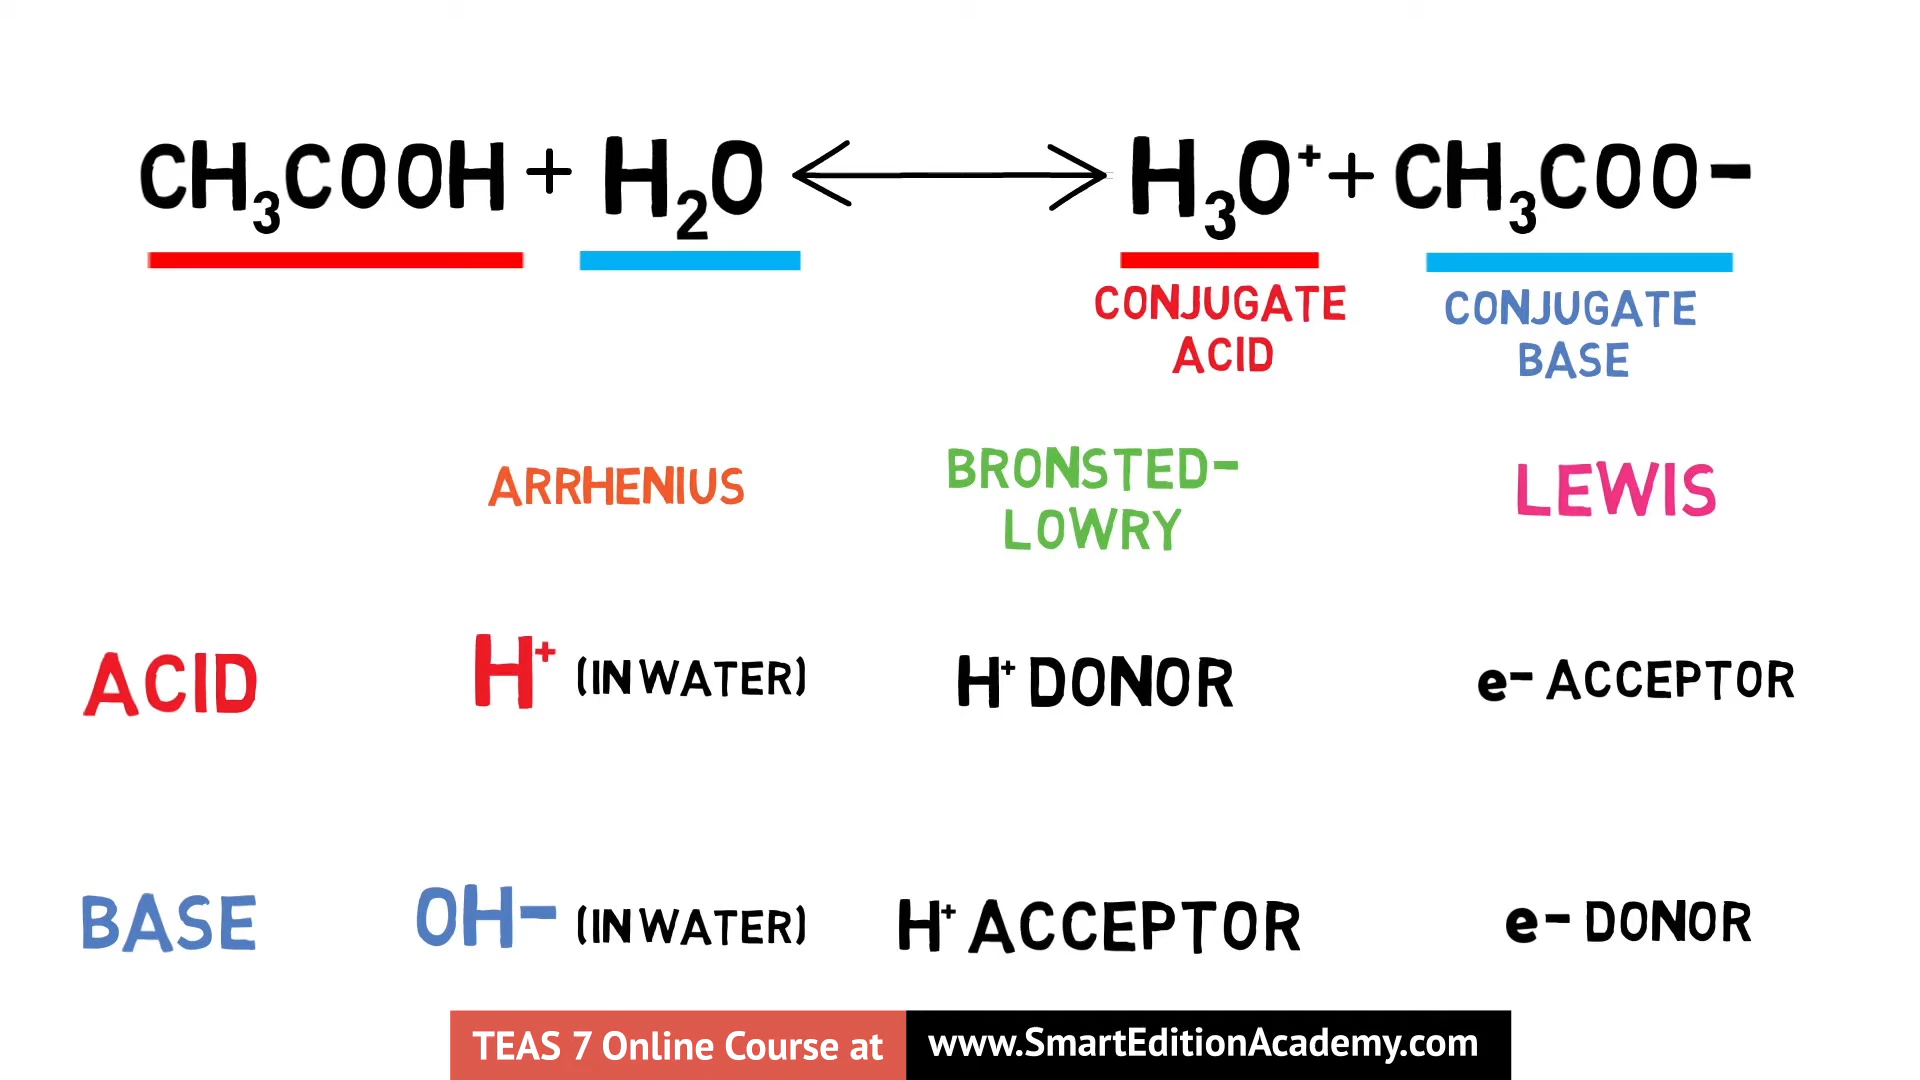 CH₃COOH + H₂O ⟷ H₃O⁺ + CH₃COO−
CONJUGATE
ACID
CONJUGATE
BASE
ARRHENIUS
BRONSTED-
LOWRY
LEWIS
ACID
H⁺ (IN WATER)
H⁺ DONOR
e− ACCEPTOR
BASE
OH− (IN WATER)
H⁺ ACCEPTOR
e− DONOR
TEAS 7 Online Course at www.SmartEditionAcademy.com